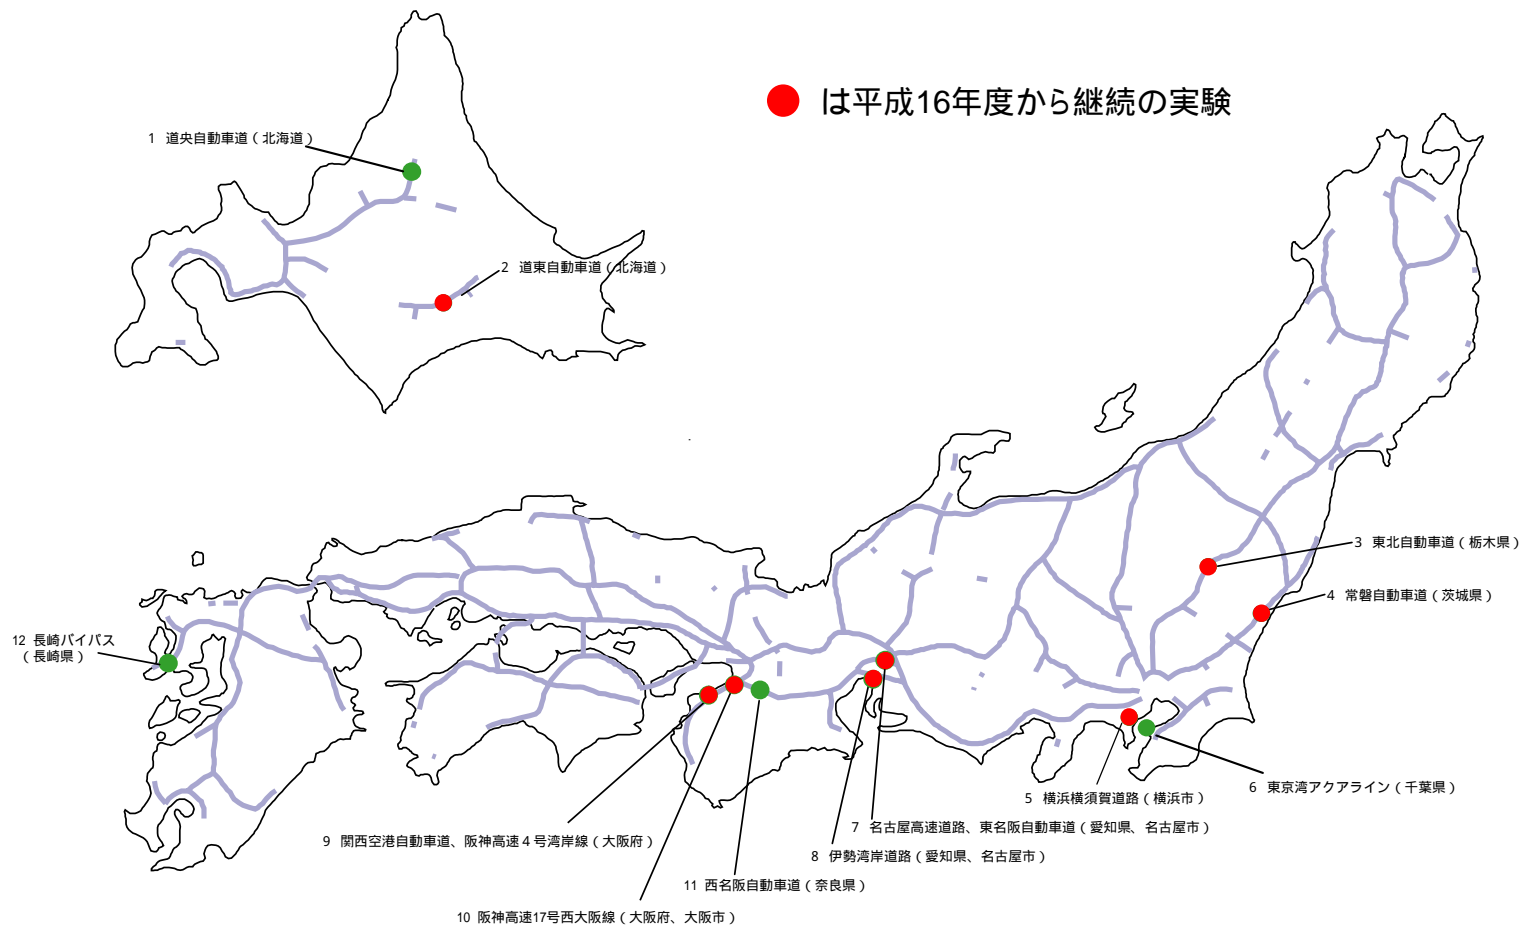 は平成16年度から継続の実験
1 道央自動車道（北海道）
2 道東自動車道（北海道）
3 東北自動車道（栃木県）
4 常磐自動車道（茨城県）
12 長崎バイパス
（長崎県）
6 東京湾アクアライン（千葉県）
5 横浜横須賀道路（横浜市）
7 名古屋高速道路、東名阪自動車道（愛知県、名古屋市）
9 関西空港自動車道、阪神高速４号湾岸線（大阪府）
8 伊勢湾岸道路（愛知県、名古屋市）
11 西名阪自動車道（奈良県）
10 阪神高速17号西大阪線（大阪府、大阪市）